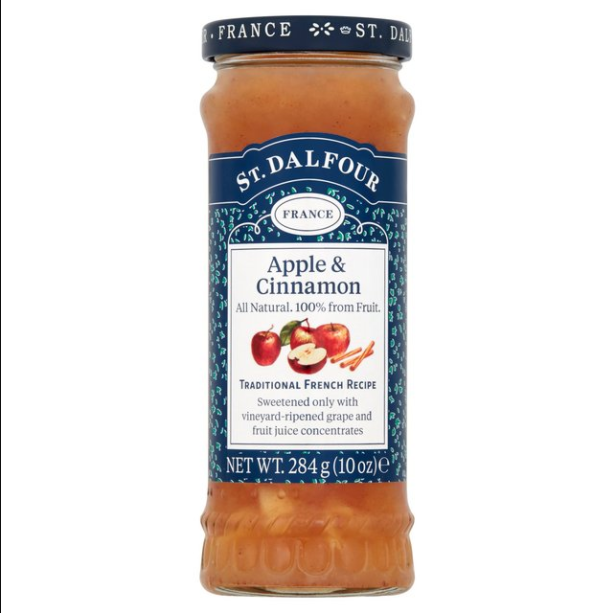 R · FRANCE ST. DAL
ST. DALFOUR
FRANCE
Apple &
Cinnamon
All Natural. 100% from Fruit.
TRADITIONAL FRENCH RECIPE
Sweetened only with
vineyard-ripened grape and
fruit juice concentrates
NET WT. 284 g (10 oz) ℮